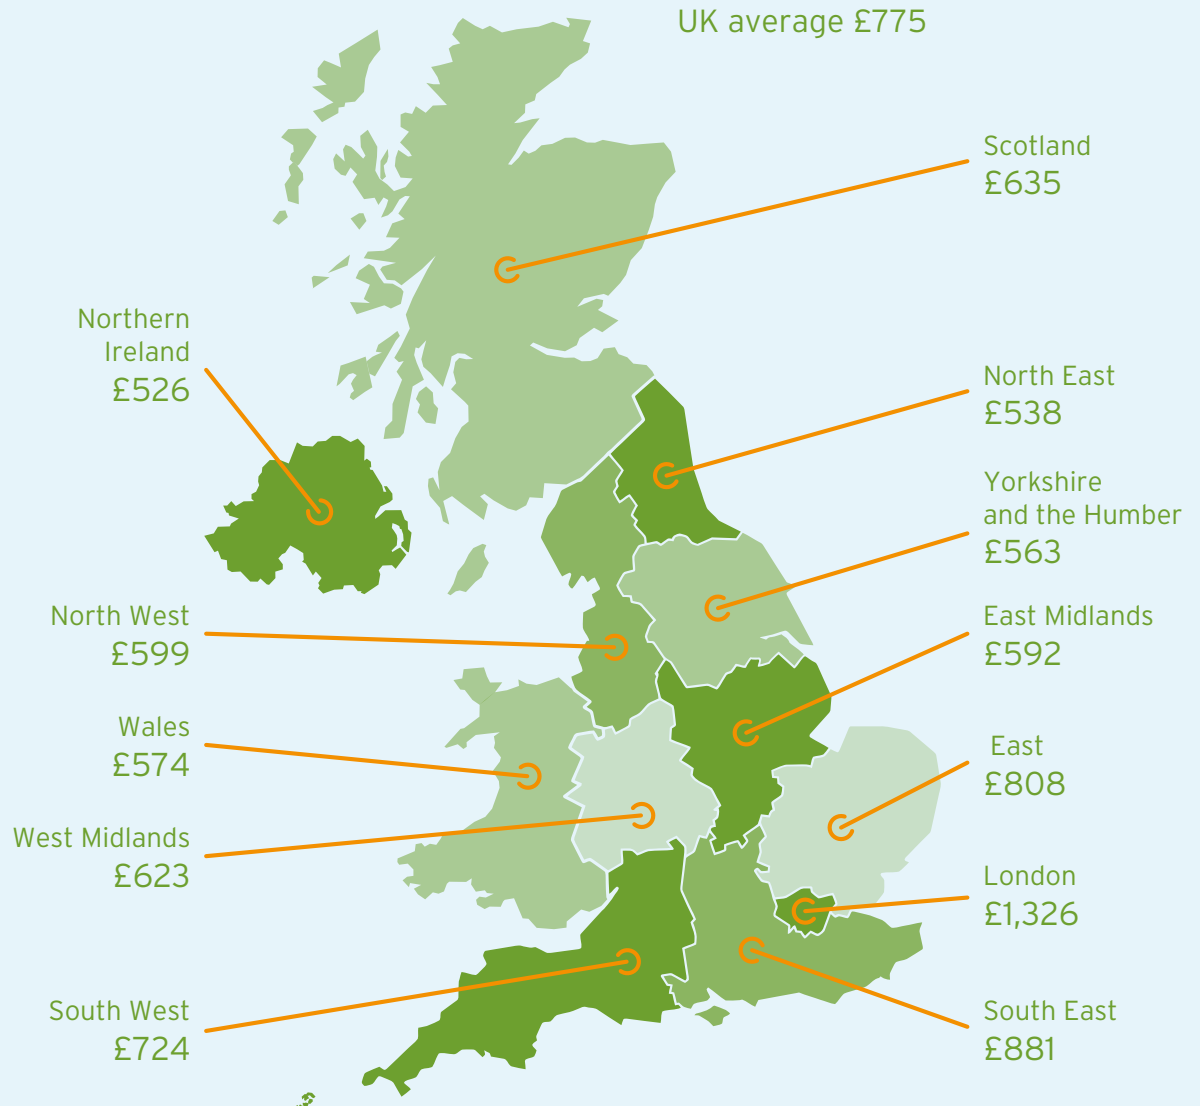 UK average £775
Scotland
£635
Northern
Ireland
£526
North East
£538
Yorkshire
and the Humber
£563
North West
£599
East Midlands
£592
Wales
£574
East
£808
West Midlands
£623
London
£1,326
South West
£724
South East
£881